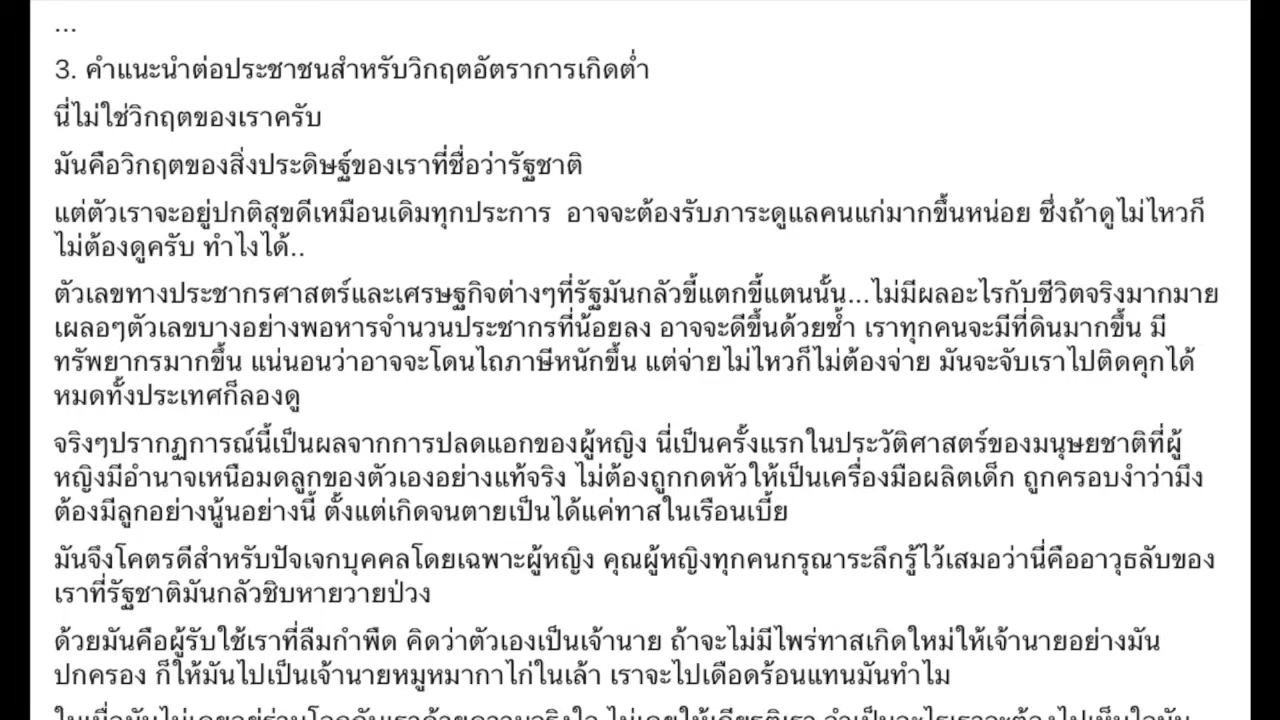 ...
3. คำแนะนำต่อประชาชนสำหรับวิกฤตอัตราการเกิดต่ำ
นี่ไม่ใช่วิกฤตของเราครับ
มันคือวิกฤตของสิ่งประดิษฐ์ของเราที่ชื่อว่ารัฐชาติ
แต่ตัวเราจะอยู่ปกติสุขดีเหมือนเดิมทุกประการ อาจจะต้องรับภาระดูแลคนแก่มากขึ้นหน่อย ซึ่งถ้าดูไม่ไหวก็
ไม่ต้องดูครับ ทำไงได้..
ตัวเลขทางประชากรศาสตร์และเศรษฐกิจต่างๆที่รัฐมันกลัวขี้แตกขี้แตนนั้น...ไม่มีผลอะไรกับชีวิตจริงมากมาย
เผลอๆตัวเลขบางอย่างพอหารจำนวนประชากรที่น้อยลง อาจจะดีขึ้นด้วยซ้ำ เราทุกคนจะมีที่ดินมากขึ้น มี
ทรัพยากรมากขึ้น แน่นอนว่าอาจจะโดนไถภาษีหนักขึ้น แต่จ่ายไม่ไหวก็ไม่ต้องจ่าย มันจะจับเราไปติดคุกได้
หมดทั้งประเทศก็ลองดู
จริงๆปรากฏการณ์นี้เป็นผลจากการปลดแอกของผู้หญิง นี่เป็นครั้งแรกในประวัติศาสตร์ของมนุษยชาติที่ผู้
หญิงมีอำนาจเหนือมดลูกของตัวเองอย่างแท้จริง ไม่ต้องถูกกดหัวให้เป็นเครื่องมือผลิตเด็ก ถูกครอบงำว่ามึง
ต้องมีลูกอย่างนู้นอย่างนี้ ตั้งแต่เกิดจนตายเป็นได้แค่ทาสในเรือนเบี้ย
มันจึงโคตรดีสำหรับปัจเจกบุคคลโดยเฉพาะผู้หญิง คุณผู้หญิงทุกคนกรุณาระลึกรู้ไว้เสมอว่านี่คืออาวุธลับของ
เราที่รัฐชาติมันกลัวชิบหายวายป่วง
ด้วยมันคือผู้รับใช้เราที่ลืมกำพืด คิดว่าตัวเองเป็นเจ้านาย ถ้าจะไม่มีไพร่ทาสเกิดใหม่ให้เจ้านายอย่างมัน
ปกครอง ก็ให้มันไปเป็นเจ้านายหมูหมากาไก่ในเล้า เราจะไปเดือดร้อนแทนมันทำไม